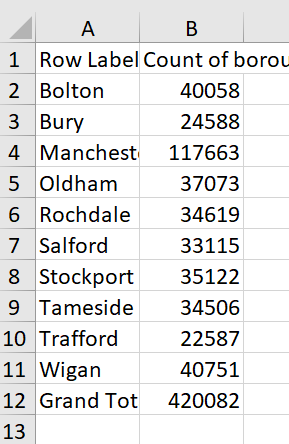 A B
1 Row Label Count of borou
2 Bolton 40058
3 Bury 24588
4 Manchest 117663
5 Oldham 37073
6 Rochdale 34619
7 Salford 33115
8 Stockport 35122
9 Tameside 34506
10 Trafford 22587
11 Wigan 40751
12 Grand Tot 420082
13